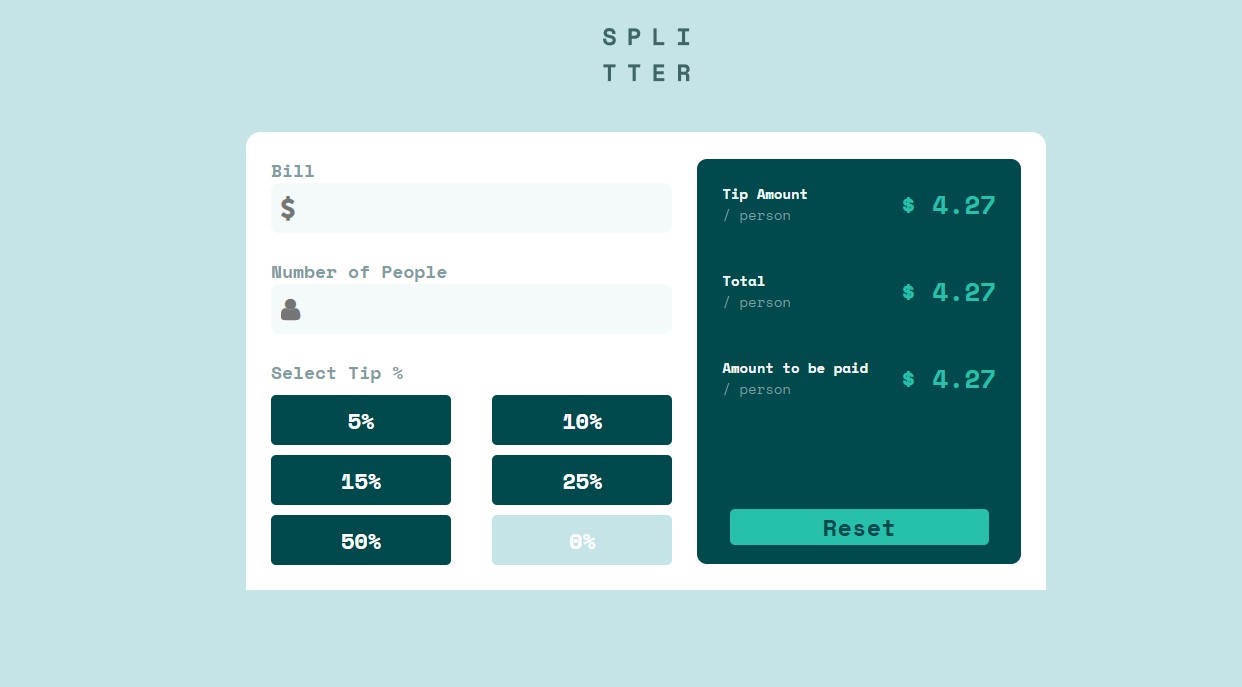 SPLI
TTER
Bill
$
Number of People
Select Tip %
5% 10%
15% 25%
50% 0%
Tip Amount
/ person
$ 4.27
Total
/ person
$ 4.27
Amount to be paid
/ person
$ 4.27
Reset